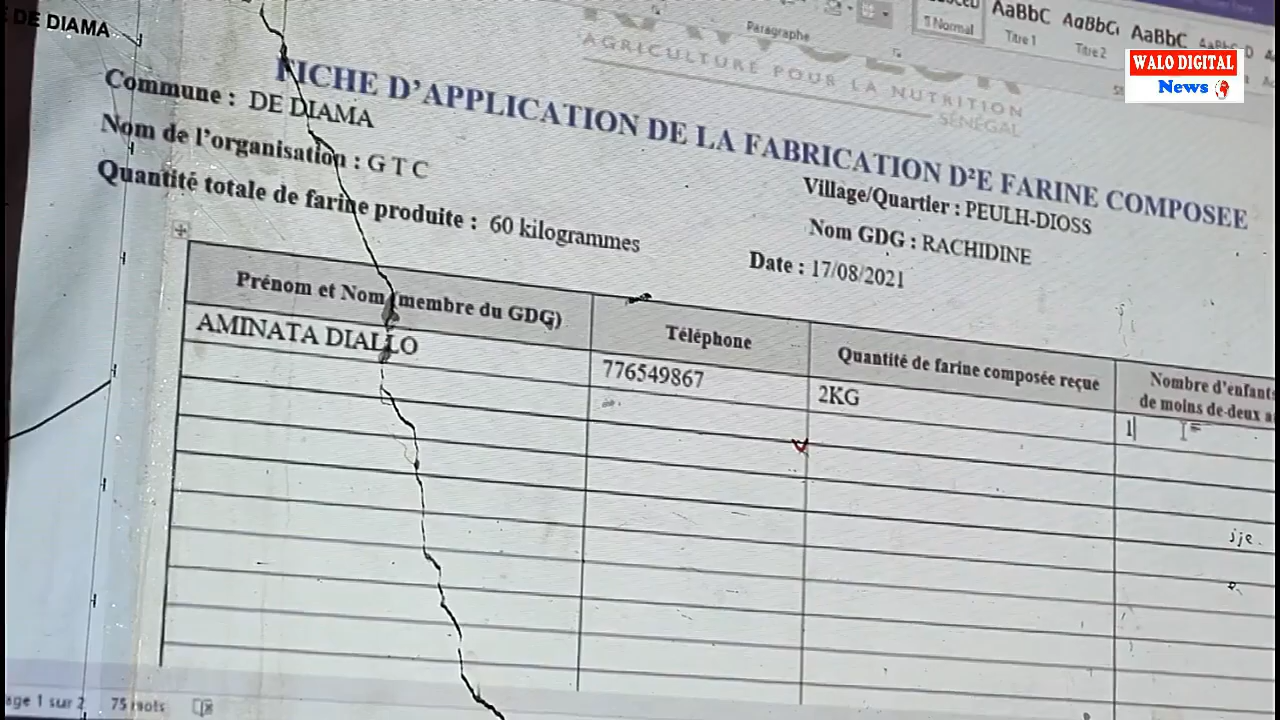 DE DIAMA
Paragraphe
¶ Normal
AaBbC
Titre 1
AaBbC
Titre 2
AaBbC
WALO DIGITAL
News
AGRICULTURE POUR LA NUTRITION
SÉNÉGAL
FICHE D'APPLICATION DE LA FABRICATION D²E FARINE COMPOSEE
Commune : DE DIAMA
Village/Quartier : PEULH-DIOSS
Nom de l'organisation : G T C
Nom GDG : RACHIDINE
Quantité totale de farine produite : 60 kilogrammes
Date : 17/08/2021
Prénom et Nom (membre du GDG)
Téléphone
Quantité de farine composée reçue
Nombre d'enfants
de moins de deux a
AMINATA DIALLO
776549867
2KG
1
sje
age 1 sur 2
75 mots